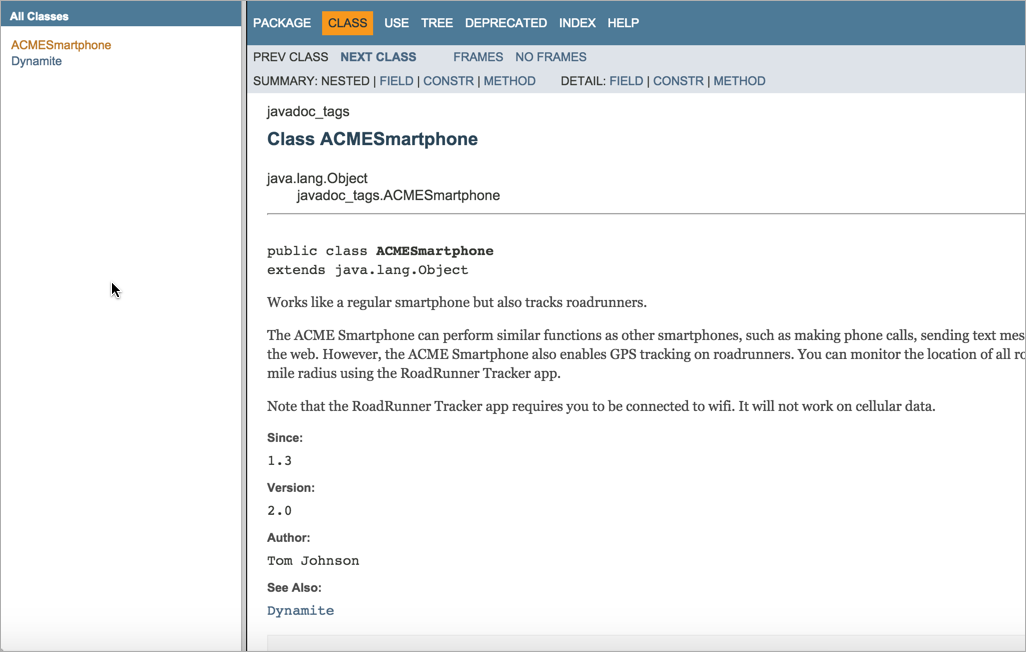 All Classes
ACMESmartphone
Dynamite
PACKAGE CLASS USE TREE DEPRECATED INDEX HELP
PREV CLASS NEXT CLASS FRAMES NO FRAMES
SUMMARY: NESTED | FIELD | CONSTR | METHOD DETAIL: FIELD | CONSTR | METHOD
javadoc_tags
Class ACMESmartphone
java.lang.Object
javadoc_tags.ACMESmartphone
public class ACMESmartphone
extends java.lang.Object
Works like a regular smartphone but also tracks roadrunners.
The ACME Smartphone can perform similar functions as other smartphones, such as making phone calls, sending text mes
the web. However, the ACME Smartphone also enables GPS tracking on roadrunners. You can monitor the location of all ro
mile radius using the RoadRunner Tracker app.
Note that the RoadRunner Tracker app requires you to be connected to wifi. It will not work on cellular data.
Since:
1.3
Version:
2.0
Author:
Tom Johnson
See Also:
Dynamite